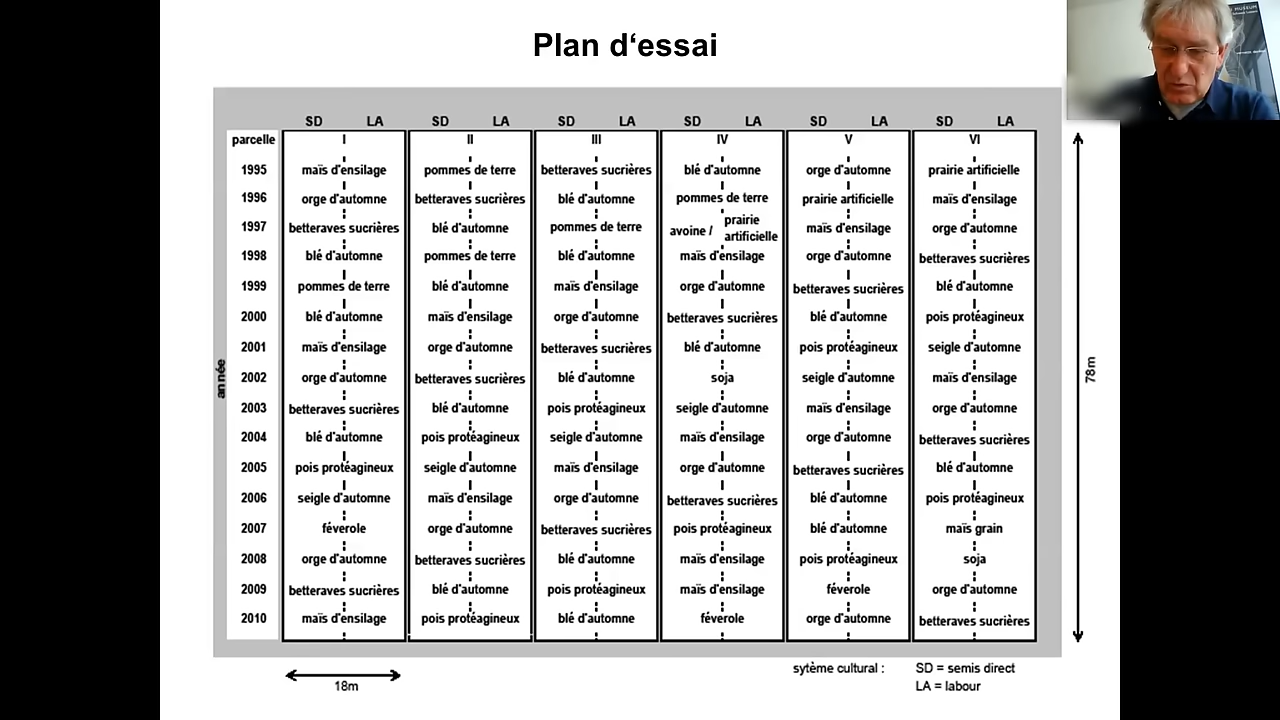 Plan d‘essai
SD LA SD LA SD LA SD LA SD LA SD LA
parcelle I II III IV V VI
1995 maïs d'ensilage pommes de terre betteraves sucrières blé d'automne orge d'automne prairie artificielle
1996 orge d'automne betteraves sucrières blé d'automne pommes de terre prairie artificielle maïs d'ensilage
1997 betteraves sucrières blé d'automne pommes de terre avoine / prairie artificielle maïs d'ensilage orge d'automne
1998 blé d'automne pommes de terre blé d'automne maïs d'ensilage orge d'automne betteraves sucrières
1999 pommes de terre blé d'automne maïs d'ensilage orge d'automne betteraves sucrières blé d'automne
2000 blé d'automne maïs d'ensilage orge d'automne betteraves sucrières blé d'automne pois protéagineux
2001 maïs d'ensilage orge d'automne betteraves sucrières blé d'automne pois protéagineux seigle d'automne
2002 orge d'automne betteraves sucrières blé d'automne soja seigle d'automne maïs d'ensilage
2003 betteraves sucrières blé d'automne pois protéagineux seigle d'automne maïs d'ensilage orge d'automne
2004 blé d'automne pois protéagineux seigle d'automne maïs d'ensilage orge d'automne betteraves sucrières
2005 pois protéagineux seigle d'automne maïs d'ensilage orge d'automne betteraves sucrières blé d'automne
2006 seigle d'automne maïs d'ensilage orge d'automne betteraves sucrières blé d'automne pois protéagineux
2007 féverole orge d'automne betteraves sucrières pois protéagineux blé d'automne maïs grain
2008 orge d'automne betteraves sucrières blé d'automne maïs d'ensilage pois protéagineux soja
2009 betteraves sucrières blé d'automne pois protéagineux maïs d'ensilage féverole orge d'automne
2010 maïs d'ensilage pois protéagineux blé d'automne féverole orge d'automne betteraves sucrières
année
78m
18m
sytème cultural : SD = semis direct
LA = labour
MUSEUM